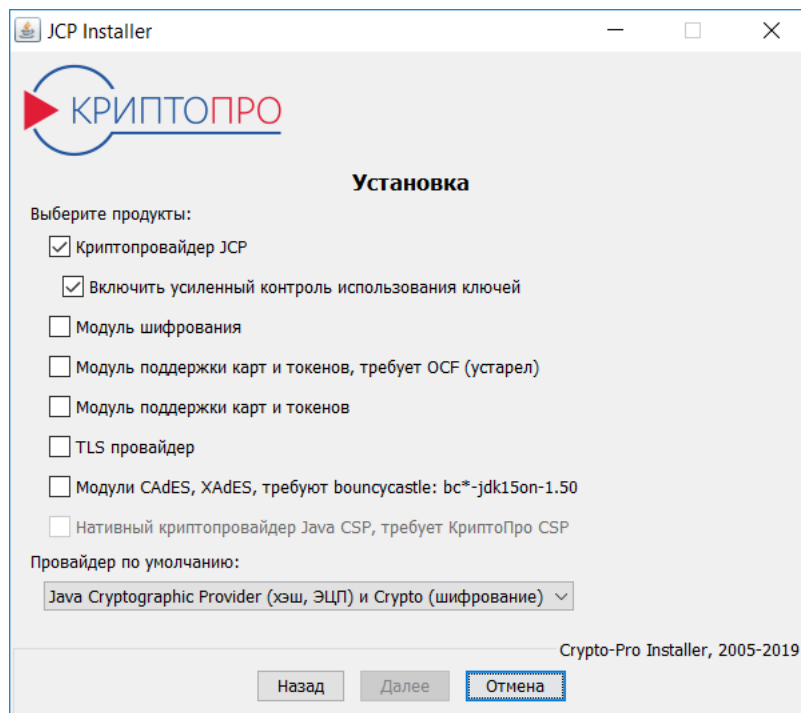 JCP Installer
КРИПТОПРО
Установка
Выберите продукты:
Криптопровайдер JCP
Включить усиленный контроль использования ключей
Модуль шифрования
Модуль поддержки карт и токенов, требует OCF (устарел)
Модуль поддержки карт и токенов
TLS провайдер
Модули CAdES, XAdES, требуют bouncycastle: bc*-jdk15on-1.50
Нативный криптопровайдер Java CSP, требует КриптоПро CSP
Провайдер по умолчанию:
Java Cryptographic Provider (хэш, ЭЦП) и Crypto (шифрование)
Crypto-Pro Installer, 2005-2019
Назад Далее Отмена